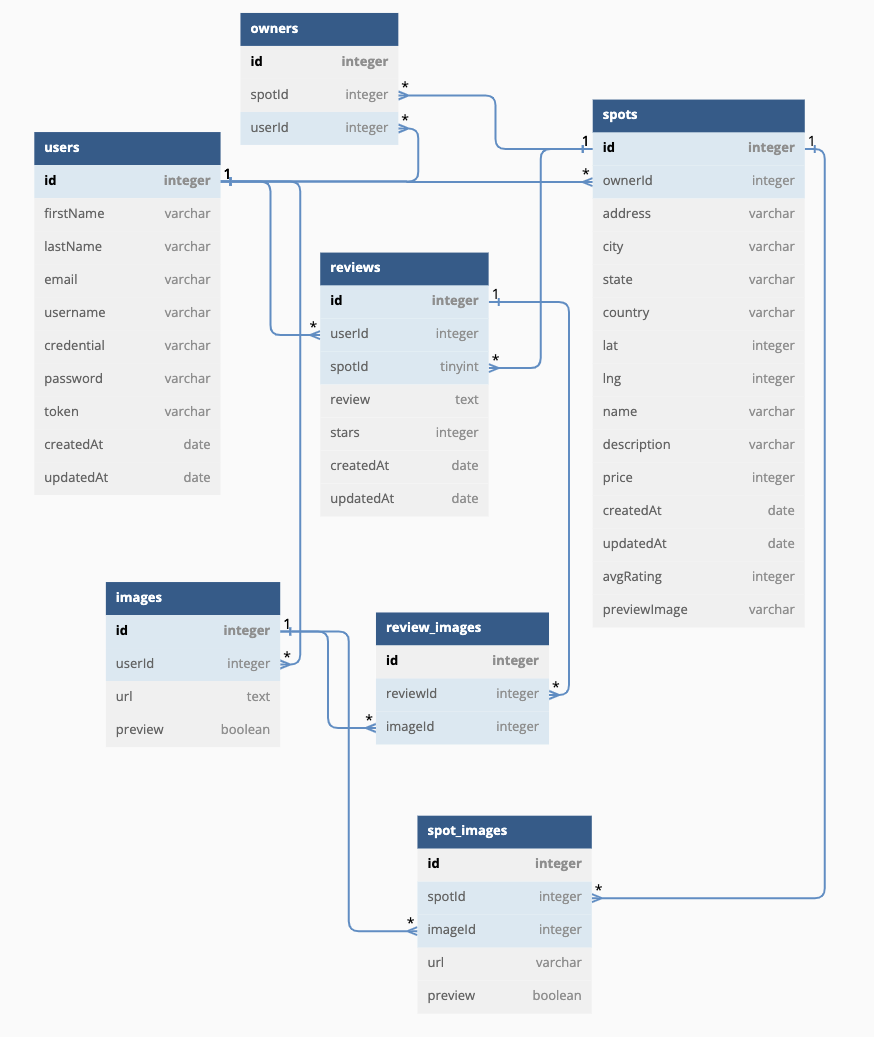 owners
id integer
spotId integer
userId integer
*
*
users
id integer
firstName varchar
lastName varchar
email varchar
username varchar
credential varchar
password varchar
token varchar
createdAt date
updatedAt date
1
spots
id integer
ownerId integer
address varchar
city varchar
state varchar
country varchar
lat integer
lng integer
name varchar
description varchar
price integer
createdAt date
updatedAt date
avgRating integer
previewImage varchar
1
*
1
reviews
id integer
userId integer
spotId tinyint
review text
stars integer
createdAt date
updatedAt date
1
*
*
images
id integer
userId integer
url text
preview boolean
1
*
review_images
id integer
reviewId integer
imageId integer
*
*
spot_images
id integer
spotId integer
imageId integer
url varchar
preview boolean
*
*